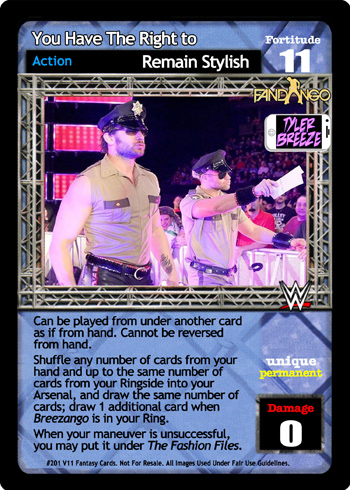 You Have The Right to
Remain Stylish
Action
Fortitude
11
FANDANGO
TYLER
BREEZE
W
Can be played from under another card
as if from hand. Cannot be reversed
from hand.
Shuffle any number of cards from your
hand and up to the same number of
cards from your Ringside into your
Arsenal, and draw the same number of
cards; draw 1 additional card when
Breezango is in your Ring.
When your maneuver is unsuccessful,
you may put it under The Fashion Files.
unique
permanent
Damage
0
#201 V11 Fantasy Cards. Not For Resale. All Images Used Under Fair Use Guidelines.